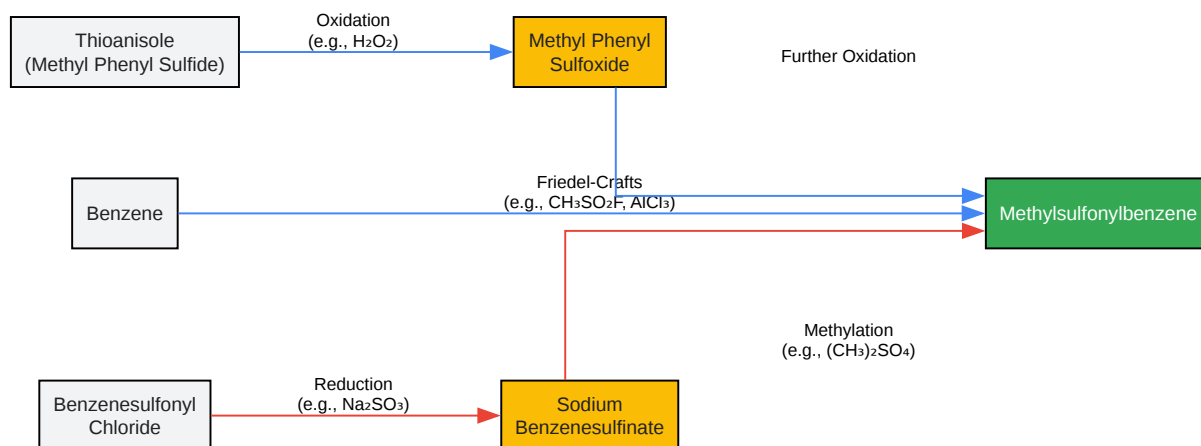 Oxidation
(e.g., H₂O₂)
Thioanisole
(Methyl Phenyl Sulfide)
Methyl Phenyl
Sulfoxide
Further Oxidation
Friedel-Crafts
(e.g., CH₃SO₂F, AlCl₃)
Benzene
Methylsulfonylbenzene
Methylation
(e.g., (CH₃)₂SO₄)
Reduction
(e.g., Na₂SO₃)
Benzenesulfonyl
Chloride
Sodium
Benzenesulfinate